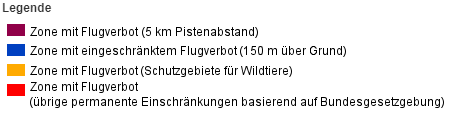 Legende
Zone mit Flugverbot (5 km Pistenabstand)
Zone mit eingeschränktem Flugverbot (150 m über Grund)
Zone mit Flugverbot (Schutzgebiete für Wildtiere)
Zone mit Flugverbot
(übrige permanente Einschränkungen basierend auf Bundesgesetzgebung)